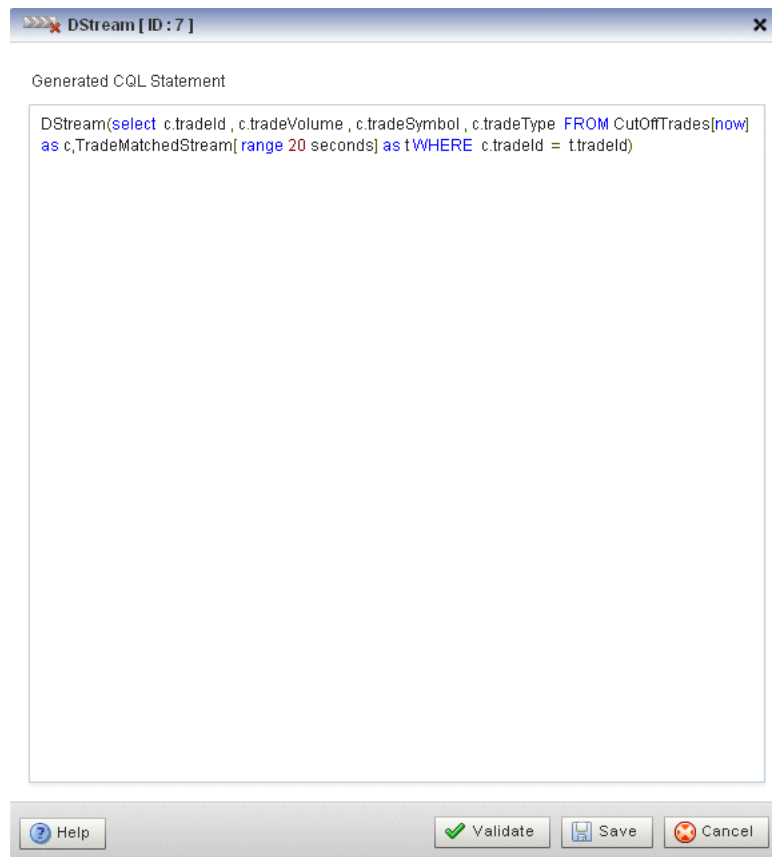 DStream [ ID : 7 ]
Generated CQL Statement
DStream(select c.tradeId , c.tradeVolume , c.tradeSymbol , c.tradeType FROM CutOffTrades[now]
as c,TradeMatchedStream[ range 20 seconds] as t WHERE c.tradeId = t.tradeId)
Help Validate Save Cancel